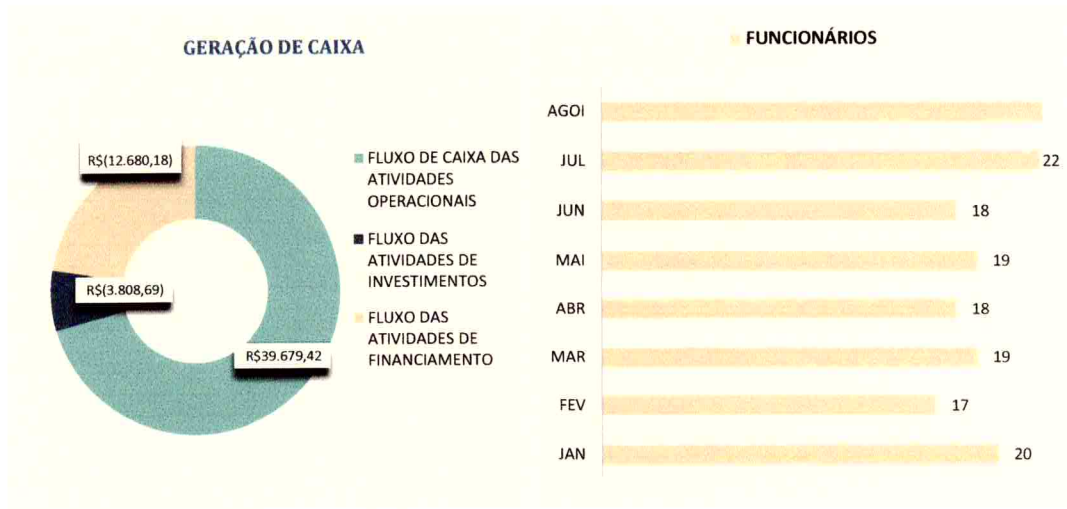 GERAÇÃO DE CAIXA
R$(12.680,18)
R$(3.808,69)
R$39.679,42
FLUXO DE CAIXA DAS
ATIVIDADES
OPERACIONAIS
FLUXO DAS
ATIVIDADES DE
INVESTIMENTOS
FLUXO DAS
ATIVIDADES DE
FINANCIAMENTO
FUNCIONÁRIOS
AGOI
JUL 22
JUN 18
MAI 19
ABR 18
MAR 19
FEV 17
JAN 20